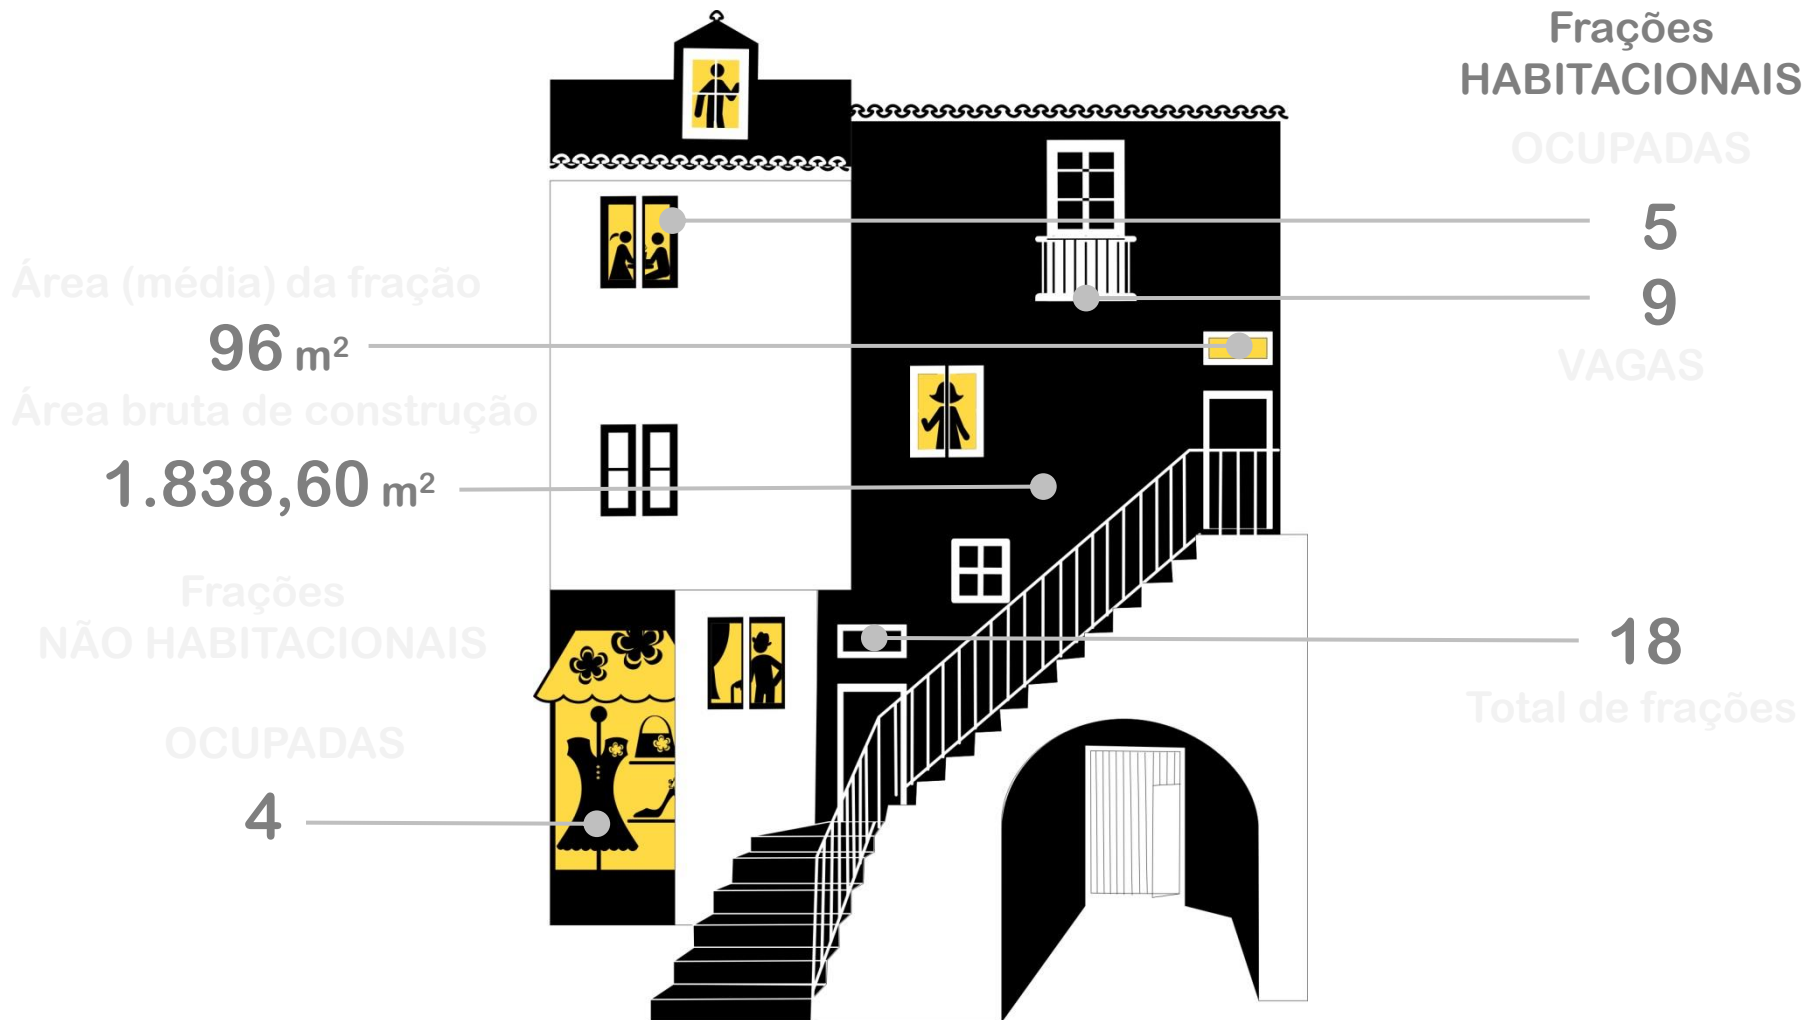 Frações
HABITACIONAIS
OCUPADAS
5
9
VAGAS
Área (média) da fração
96 m²
Área bruta de construção
1.838,60 m²
Frações
NÃO HABITACIONAIS
OCUPADAS
4
18
Total de frações